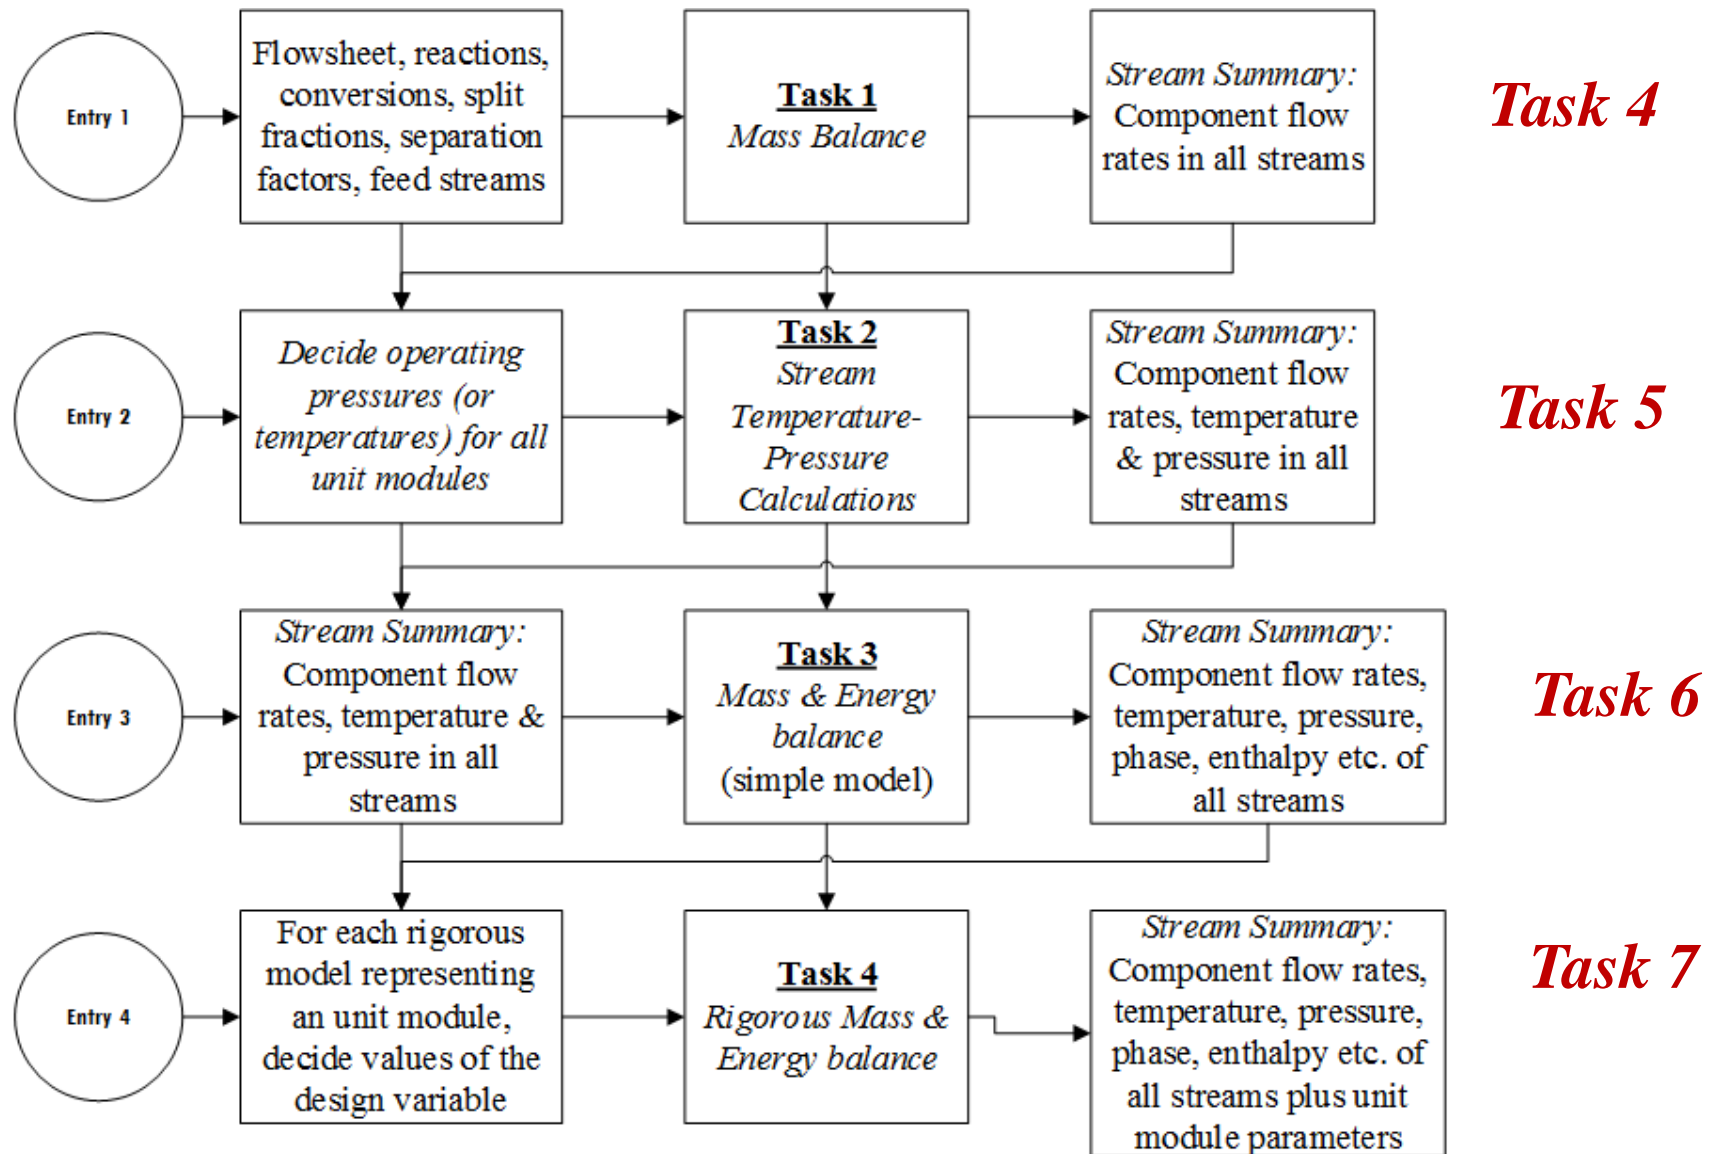 Entry 1
Flowsheet, reactions,
conversions, split
fractions, separation
factors, feed streams
Task 1
Mass Balance
Stream Summary:
Component flow
rates in all streams
Task 4
Entry 2
Decide operating
pressures (or
temperatures) for all
unit modules
Task 2
Stream
Temperature-
Pressure
Calculations
Stream Summary:
Component flow
rates, temperature
& pressure in all
streams
Task 5
Entry 3
Stream Summary:
Component flow
rates, temperature &
pressure in all
streams
Task 3
Mass & Energy
balance
(simple model)
Stream Summary:
Component flow rates,
temperature, pressure,
phase, enthalpy etc. of
all streams
Task 6
Entry 4
For each rigorous
model representing
an unit module,
decide values of the
design variable
Task 4
Rigorous Mass &
Energy balance
Stream Summary:
Component flow rates,
temperature, pressure,
phase, enthalpy etc. of
all streams plus unit
module parameters
Task 7